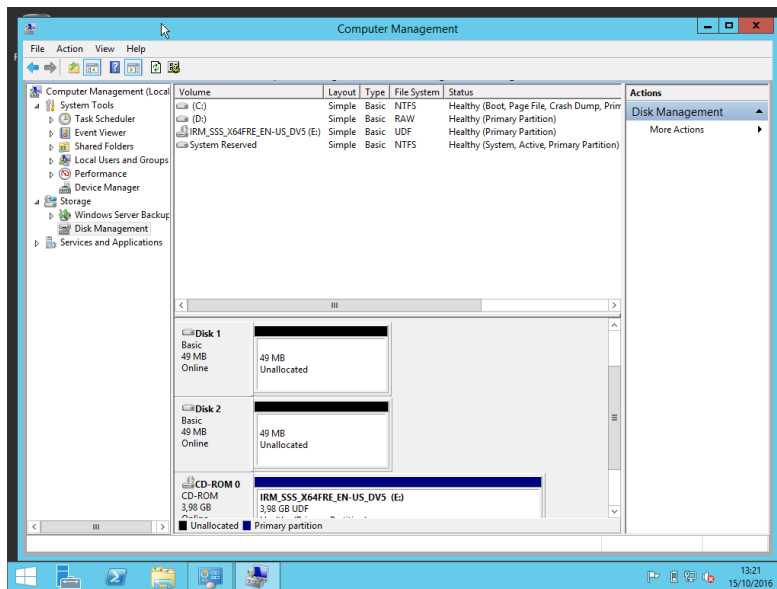 Computer Management
File Action View Help
Computer Management (Local
System Tools
Task Scheduler
Event Viewer
Shared Folders
Local Users and Groups
Performance
Device Manager
Storage
Windows Server Backup
Disk Management
Services and Applications
Volume Layout Type File System Status
(C:) Simple Basic NTFS Healthy (Boot, Page File, Crash Dump, Prim
(D:) Simple Basic RAW Healthy (Primary Partition)
IRM_SSS_X64FRE_EN-US_DV5 (E:) Simple Basic UDF Healthy (Primary Partition)
System Reserved Simple Basic NTFS Healthy (System, Active, Primary Partition)
Disk 1
Basic
49 MB
Online
49 MB
Unallocated
Disk 2
Basic
49 MB
Online
49 MB
Unallocated
CD-ROM 0
CD-ROM
3,98 GB
IRM_SSS_X64FRE_EN-US_DV5 (E:)
3,98 GB UDF
Unallocated Primary partition
Actions
Disk Management
More Actions
13:21
15/10/2016